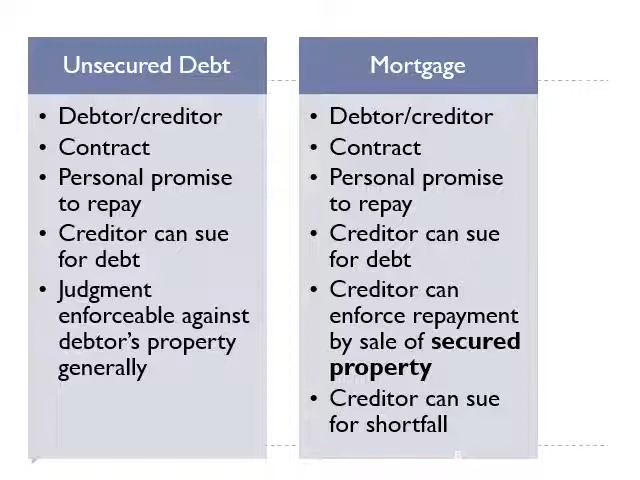 Unsecured Debt
• Debtor/creditor
• Contract
• Personal promise
to repay
• Creditor can sue
for debt
• Judgment
enforceable against
debtor's property
generally
Mortgage
• Debtor/creditor
• Contract
• Personal promise
to repay
• Creditor can sue
for debt
• Creditor can
enforce repayment
by sale of secured
property
• Creditor can sue
for shortfall